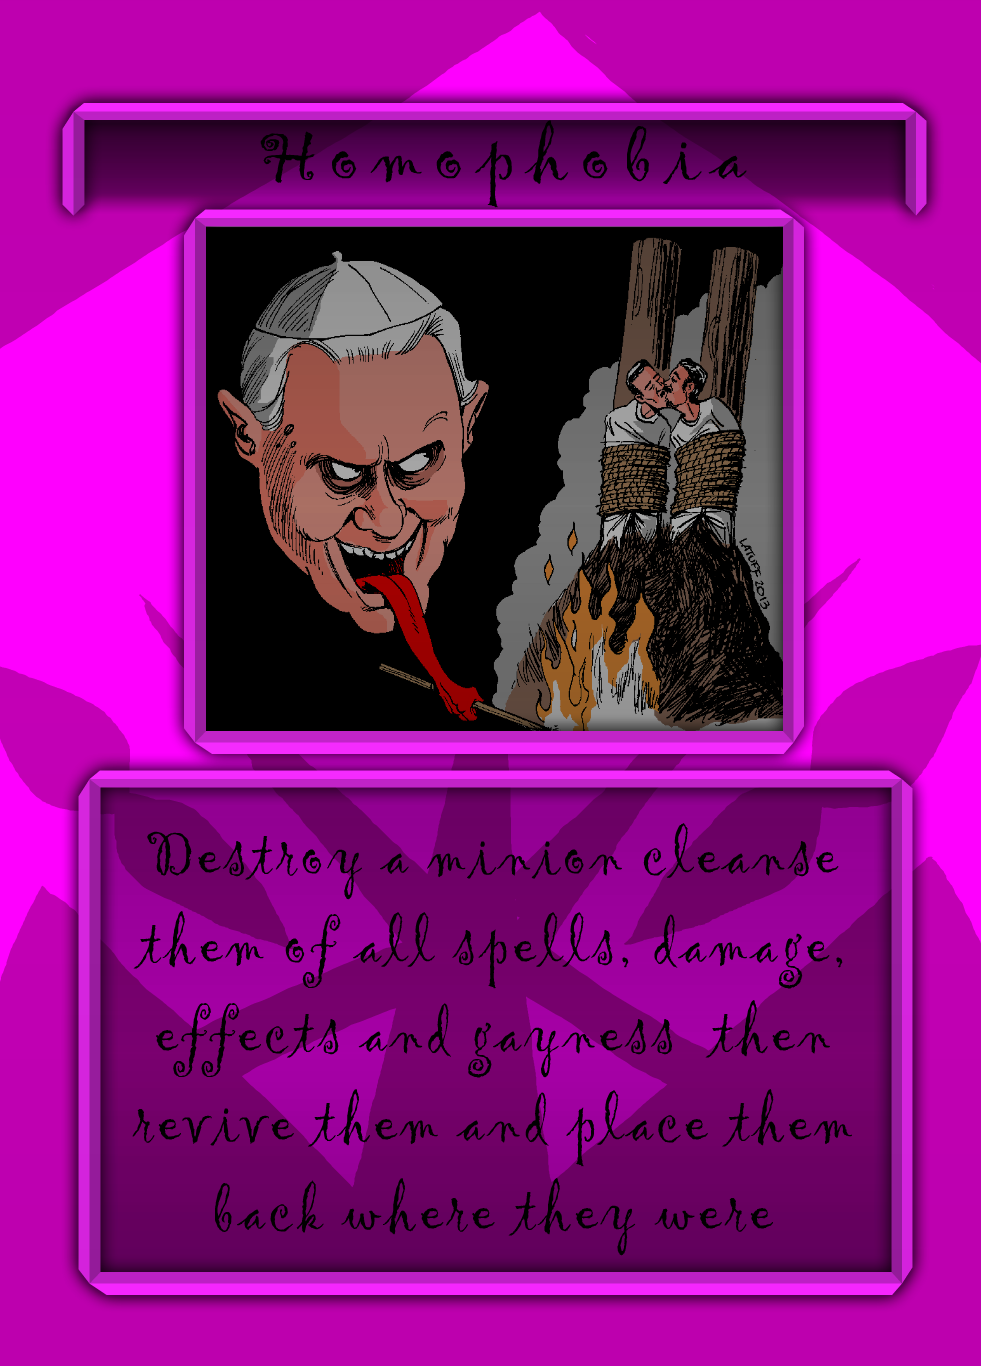 Homophobia
LATUFF 2013
Destroy a minion cleanse
them of all spells, damage,
effects and gayness then
revive them and place them
back where they were